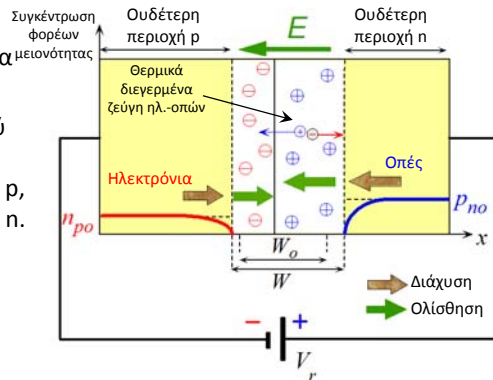 Συγκέντρωση
φορέων
μειονότητας
Ουδέτερη
περιοχή p
E
Ουδέτερη
περιοχή n
α
Θερμικά
διεγερμένα
ζεύγη ηλ.-οπών
ύ
p,
n.
Ηλεκτρόνια
Οπές
n_po
p_no
x
W_o
W
Διάχυση
Ολίσθηση
− +
V_r